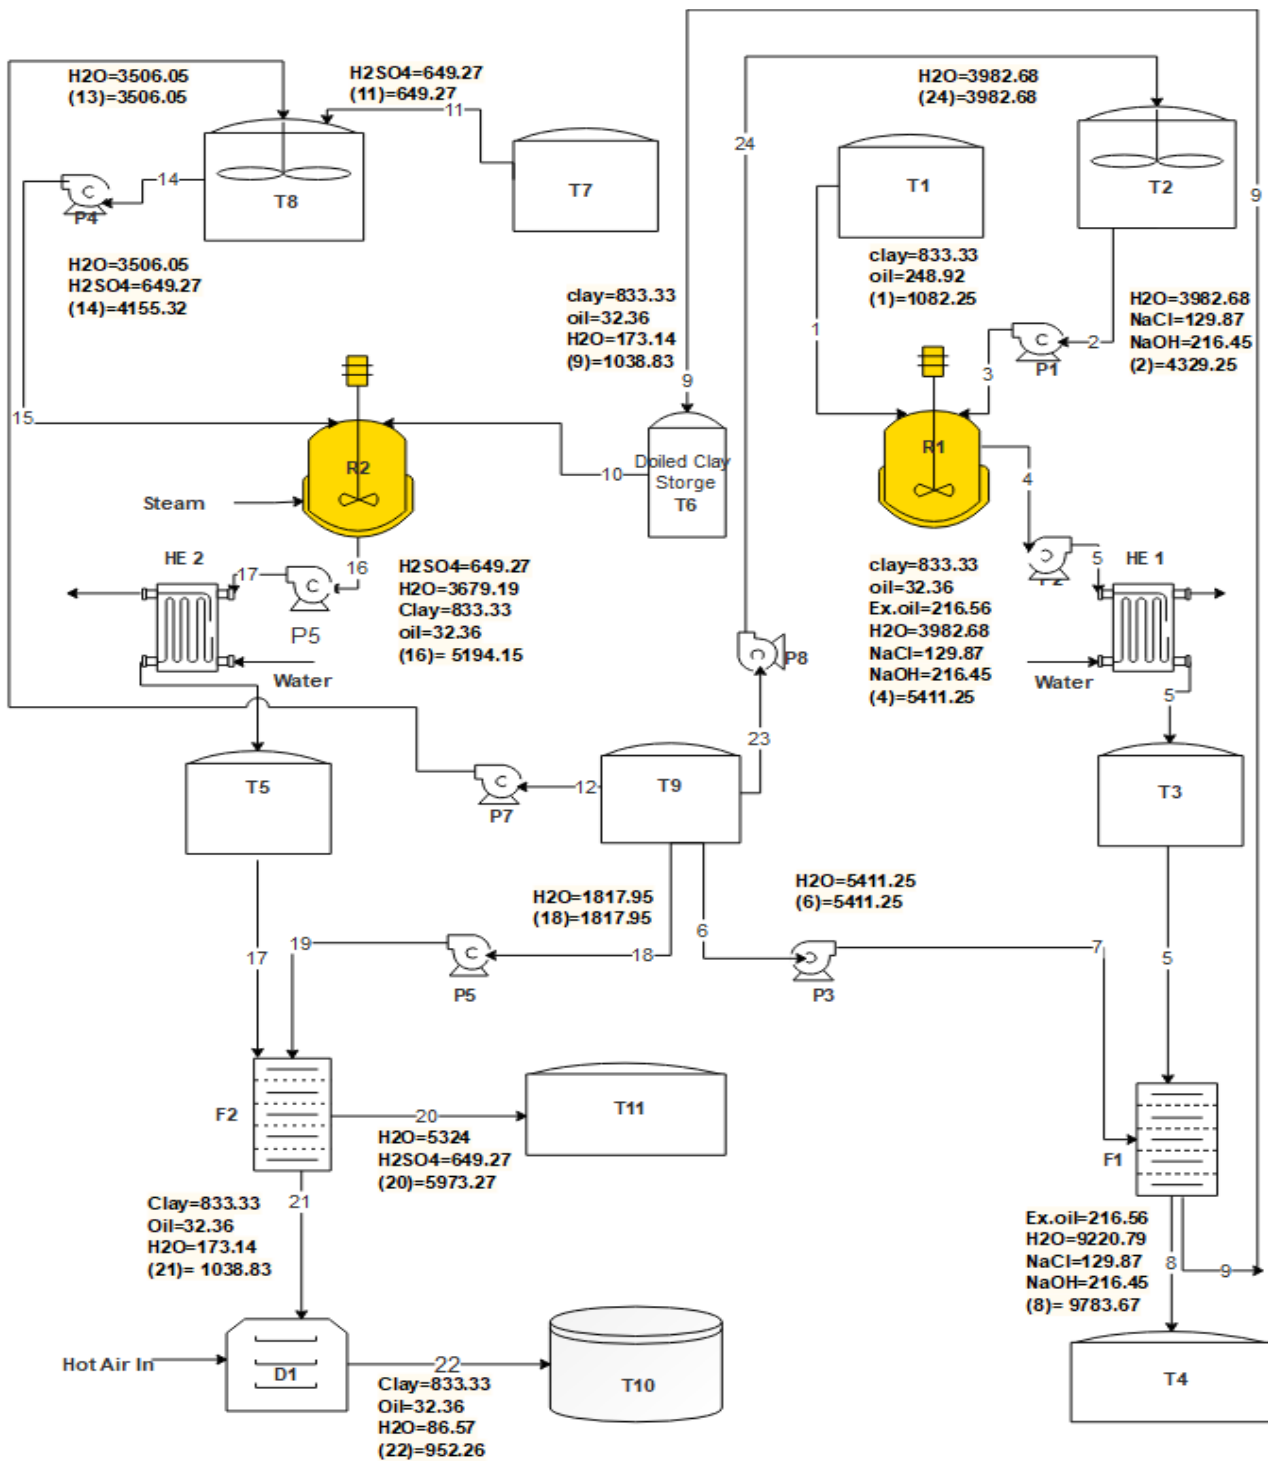 H2O=3506.05
(13)=3506.05
H2SO4=649.27
(11)=649.27
11
H2O=3982.68
(24)=3982.68
24
T8
T7
T1
T2
9
14
P4
H2O=3506.05
H2SO4=649.27
(14)=4155.32
clay=833.33
oil=32.36
H2O=173.14
(9)=1038.83
clay=833.33
oil=248.92
(1)=1082.25
H2O=3982.68
NaCl=129.87
NaOH=216.45
(2)=4329.25
1
2
P1
3
9
15
R2
10
Doiled Clay
Storge
T6
R1
4
Steam
HE 2
16
17
P5
H2SO4=649.27
H2O=3679.19
Clay=833.33
oil=32.36
(16)= 5194.15
Water
clay=833.33
oil=32.36
Ex.oil=216.56
H2O=3982.68
NaCl=129.87
NaOH=216.45
(4)=5411.25
5
HE 1
Water
5
P8
23
T5
T9
T3
12
P7
H2O=1817.95
(18)=1817.95
H2O=5411.25
(6)=5411.25
6
7
17
19
18
5
P5
P3
F2
20
T11
H2O=5324
H2SO4=649.27
(20)=5973.27
F1
21
Clay=833.33
Oil=32.36
H2O=173.14
(21)= 1038.83
Ex.oil=216.56
H2O=9220.79
NaCl=129.87
NaOH=216.45
(8)= 9783.67
8
9
Hot Air In
D1
22
T10
T4
Clay=833.33
Oil=32.36
H2O=86.57
(22)=952.26